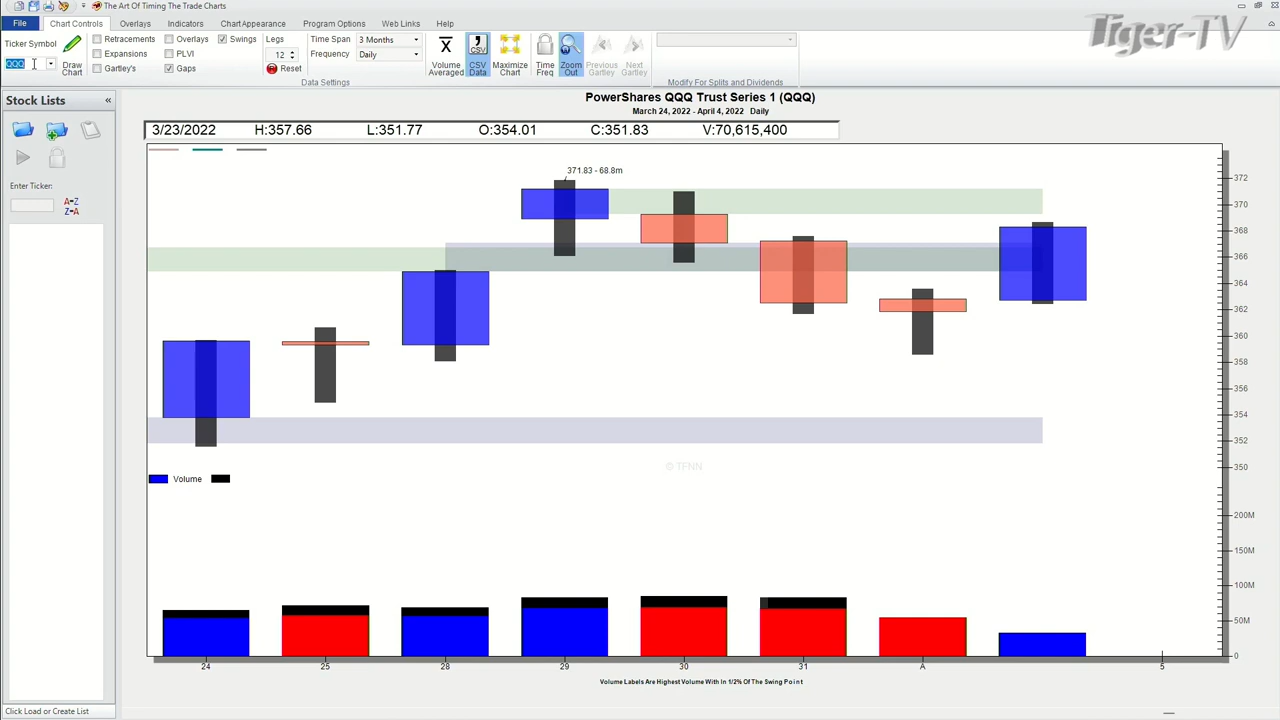 The Art Of Timing The Trade Charts
Tiger-TV
File Chart Controls Overlays Indicators Chart Appearance Program Options Web Links Help
Ticker Symbol
QQQ
Draw Chart
Retracements Overlays Swings
Expansions PLVI
Gartley's Gaps
Legs
12
Reset
Time Span 3 Months
Frequency Daily
Data Settings
Volume Averaged
CSV
CSV Data
Maximize Chart
Time Freq
Zoom Out
Previous Gartley
Next Gartley
Modify For Splits and Dividends
Stock Lists «
Enter Ticker:
A-Z
Z-A
Click Load or Create List
PowerShares QQQ Trust Series 1 (QQQ)
March 24, 2022 - April 4, 2022 Daily
3/23/2022 H:357.66 L:351.77 O:354.01 C:351.83 V:70,615,400
371.83 - 68.8m
372
370
368
366
364
362
360
358
356
354
352
350
© TFNN
Volume
200M
150M
100M
50M
0
24 25 28 29 30 31 A 5
Volume Labels Are Highest Volume With In 1/2% Of The Swing Point